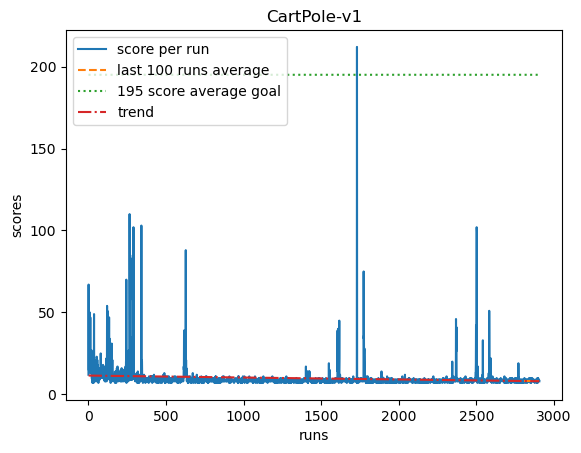 CartPole-v1
score per run
last 100 runs average
195 score average goal
trend
scores
200
150
100
50
0
0
500
1000
1500
2000
2500
3000
runs